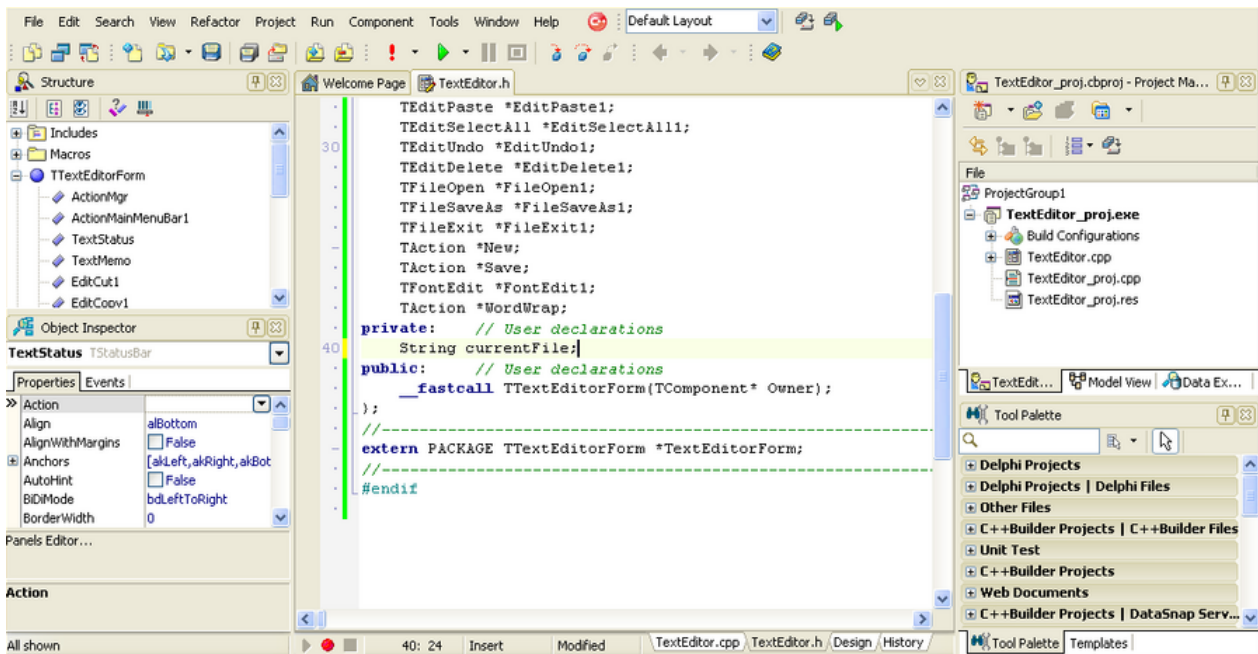 File Edit Search View Refactor Project Run Component Tools Window Help Default Layout
Structure
Includes
Macros
TTextEditorForm
ActionMgr
ActionMainMenuBar1
TextStatus
TextMemo
EditCut1
EditCopy1
Object Inspector
TextStatus TStatusBar
Properties Events
Action
Align alBottom
AlignWithMargins False
Anchors [akLeft,akRight,akBot
AutoHint False
BiDiMode bdLeftToRight
BorderWidth 0
Panels Editor...
Action
All shown
Welcome Page TextEditor.h
TEditPaste *EditPaste1;
TEditSelectAll *EditSelectAll1;
30 TEditUndo *EditUndo1;
TEditDelete *EditDelete1;
TFileOpen *FileOpen1;
TFileSaveAs *FileSaveAs1;
TFileExit *FileExit1;
TAction *New;
TAction *Save;
TFontEdit *FontEdit1;
TAction *WordWrap;
private: // User declarations
40 String currentFile;
public: // User declarations
__fastcall TTextEditorForm(TComponent* Owner);
};
//---------------------------------------------------------
extern PACKAGE TTextEditorForm *TextEditorForm;
//---------------------------------------------------------
#endif
40: 24 Insert Modified TextEditor.cpp TextEditor.h Design History
TextEditor_proj.cbproj - Project Ma...
File
ProjectGroup1
TextEditor_proj.exe
Build Configurations
TextEditor.cpp
TextEditor_proj.cpp
TextEditor_proj.res
TextEdit... Model View Data Ex...
Tool Palette
Delphi Projects
Delphi Projects | Delphi Files
Other Files
C++Builder Projects | C++Builder Files
Unit Test
C++Builder Projects
Web Documents
C++Builder Projects | DataSnap Serv...
Tool Palette Templates